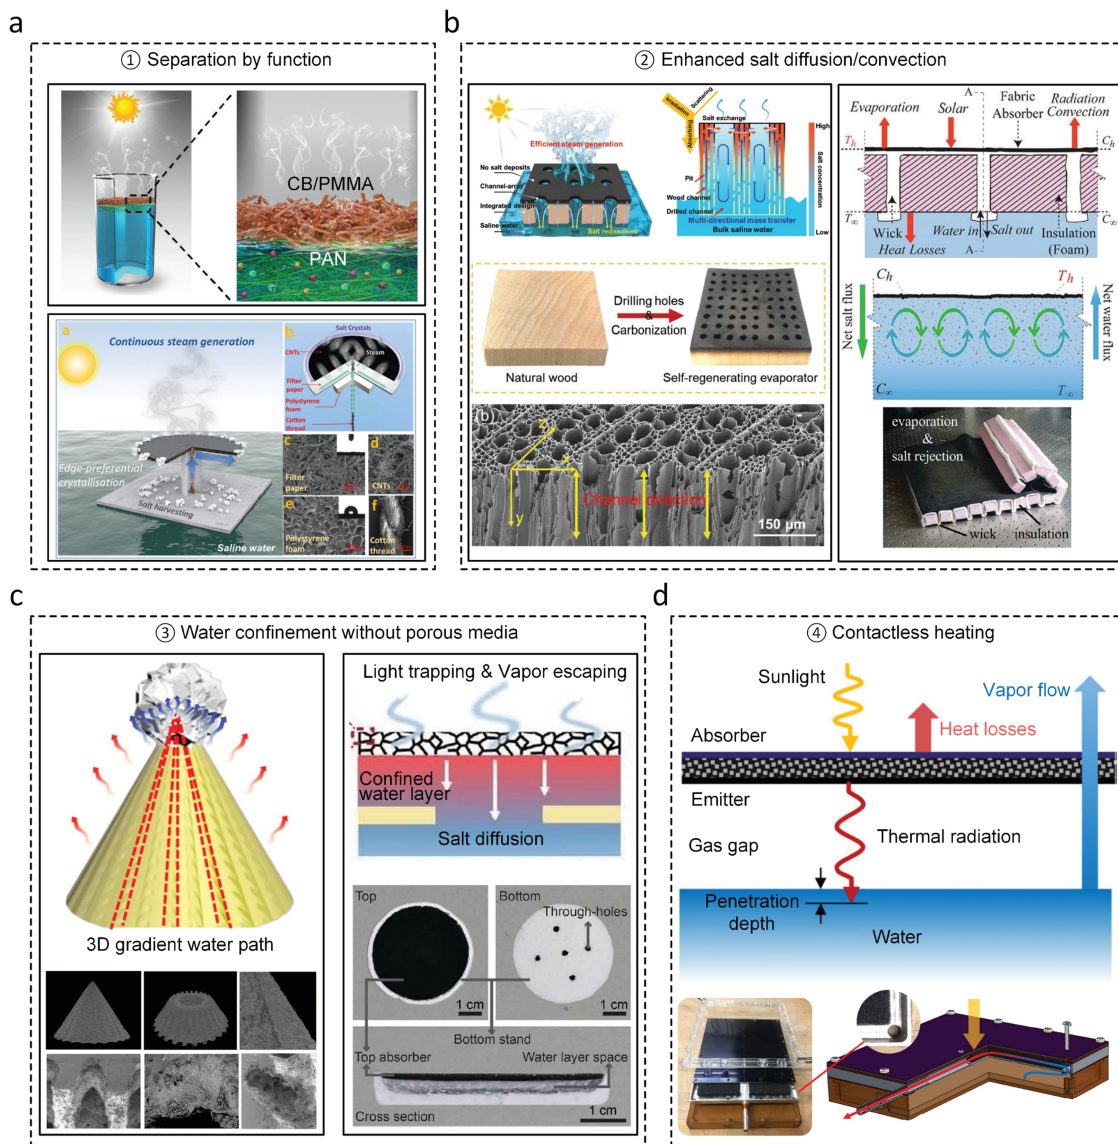 a
① Separation by function
CB/PMMA
H₂O
PAN
a
Continuous steam generation
Edge-preferential
crystallisation
Salt harvesting
Saline water
b
Salt Crystals
CNTs
Steam
Filter
paper
Polystyrene
foam
Cotton
thread
c
Filter
paper
d
CNTs
e
Polystyrene
foam
f
Cotton
thread
b
② Enhanced salt diffusion/convection
Efficient steam generation
No salt deposits
Channel-array
Integrated design
Saline water
Salt redissolves
Irradiation
Scattering
Absorbing
Salt exchange
Pit
Wood channel
Drilled channel
Multi-directional mass transfer
Bulk saline water
High
Salt concentration
Low
Natural wood
Drilling holes
&
Carbonization
Self-regenerating evaporator
(b)
z
x
y
Channel direction
150 μm
Evaporation
Solar
A
Fabric
Absorber
Radiation
Convection
Th
Ch
T∞
C∞
Wick
Heat Losses
Water in
Salt out
A
Insulation
(Foam)
Ch
Th
Net salt flux
Net water flux
C∞
T∞
evaporation
&
salt rejection
wick
insulation
c
③ Water confinement without porous media
3D gradient water path
Light trapping & Vapor escaping
Confined
water layer
Salt diffusion
Top
Bottom
Through-holes
1 cm
1 cm
Bottom stand
Top absorber
Water layer space
Cross section
1 cm
d
④ Contactless heating
Sunlight
Vapor flow
Heat losses
Absorber
Emitter
Gas gap
Thermal radiation
Penetration
depth
Water